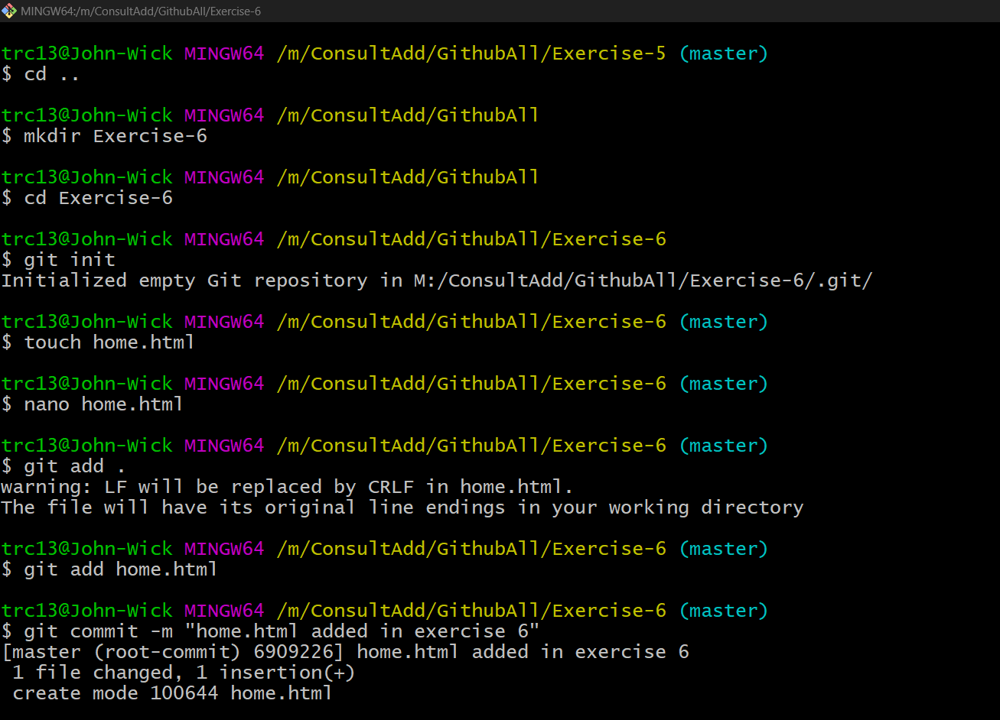 MINGW64:/m/ConsultAdd/GithubAll/Exercise-6
trc13@John-Wick MINGW64 /m/ConsultAdd/GithubAll/Exercise-5 (master)
$ cd ..
trc13@John-Wick MINGW64 /m/ConsultAdd/GithubAll
$ mkdir Exercise-6
trc13@John-Wick MINGW64 /m/ConsultAdd/GithubAll
$ cd Exercise-6
trc13@John-Wick MINGW64 /m/ConsultAdd/GithubAll/Exercise-6
$ git init
Initialized empty Git repository in M:/ConsultAdd/GithubAll/Exercise-6/.git/
trc13@John-Wick MINGW64 /m/ConsultAdd/GithubAll/Exercise-6 (master)
$ touch home.html
trc13@John-Wick MINGW64 /m/ConsultAdd/GithubAll/Exercise-6 (master)
$ nano home.html
trc13@John-Wick MINGW64 /m/ConsultAdd/GithubAll/Exercise-6 (master)
$ git add .
warning: LF will be replaced by CRLF in home.html.
The file will have its original line endings in your working directory
trc13@John-Wick MINGW64 /m/ConsultAdd/GithubAll/Exercise-6 (master)
$ git add home.html
trc13@John-Wick MINGW64 /m/ConsultAdd/GithubAll/Exercise-6 (master)
$ git commit -m "home.html added in exercise 6"
[master (root-commit) 6909226] home.html added in exercise 6
 1 file changed, 1 insertion(+)
 create mode 100644 home.html